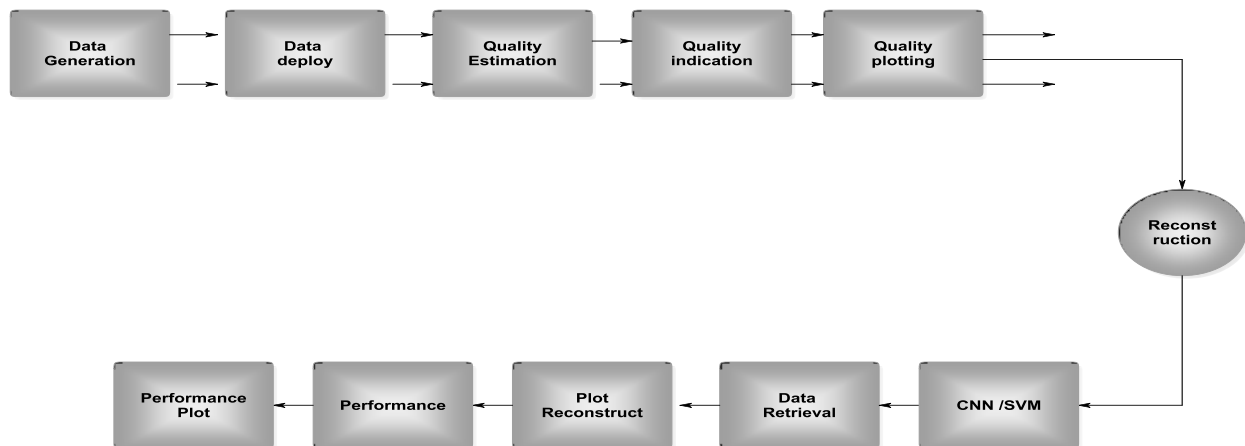 Data
Generation
Data
deploy
Quality
Estimation
Quality
indication
Quality
plotting
Reconst
ruction
Performance
Plot
Performance
Plot
Reconstruct
Data
Retrieval
CNN /SVM